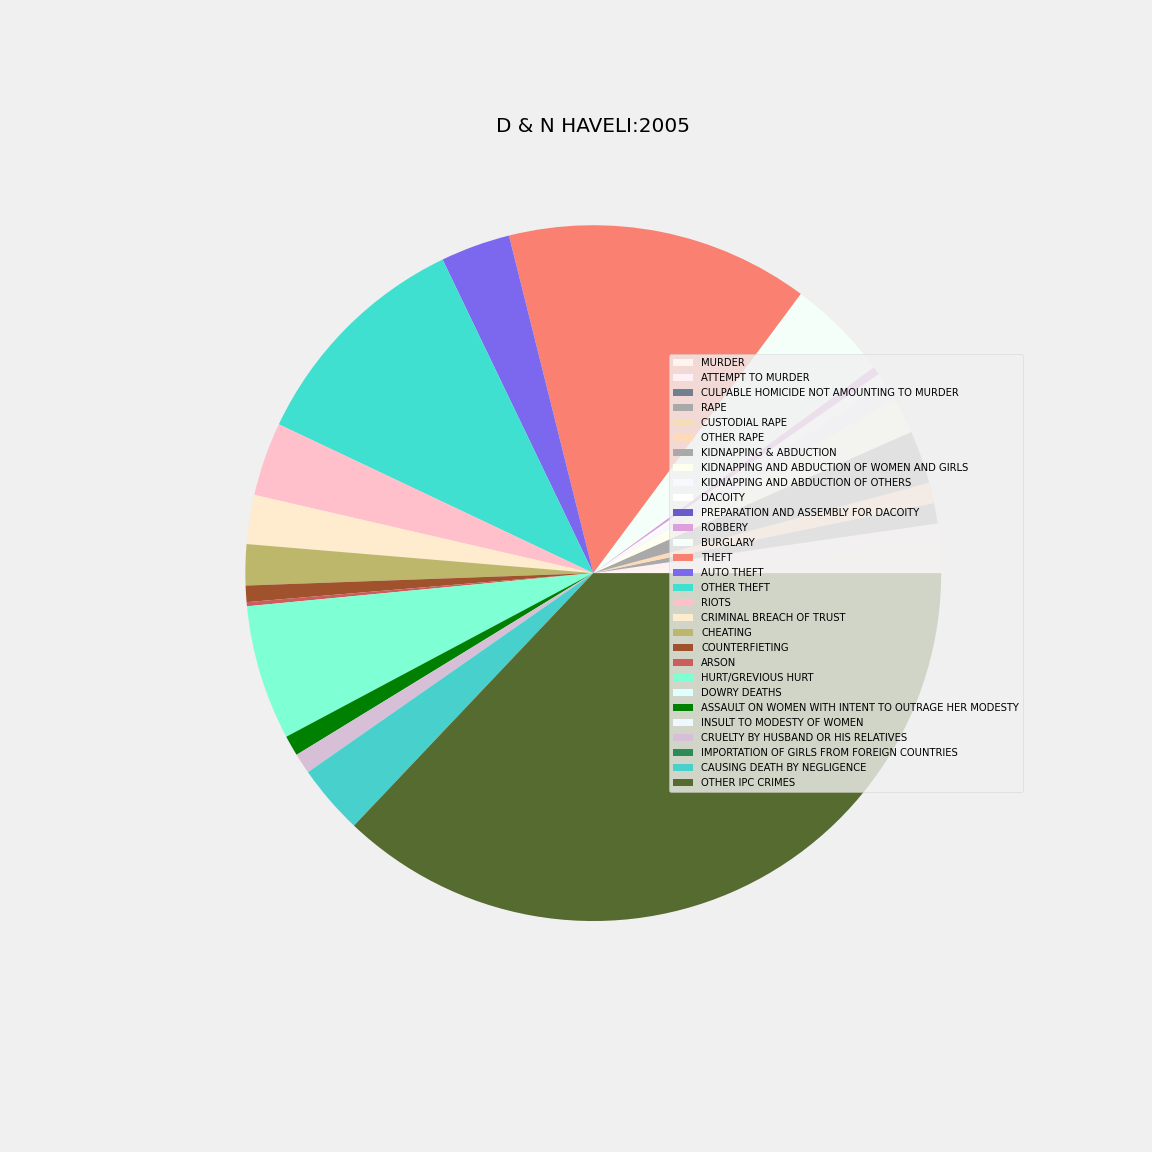 D & N HAVELI:2005
MURDER
ATTEMPT TO MURDER
CULPABLE HOMICIDE NOT AMOUNTING TO MURDER
RAPE
CUSTODIAL RAPE
OTHER RAPE
KIDNAPPING & ABDUCTION
KIDNAPPING AND ABDUCTION OF WOMEN AND GIRLS
KIDNAPPING AND ABDUCTION OF OTHERS
DACOITY
PREPARATION AND ASSEMBLY FOR DACOITY
ROBBERY
BURGLARY
THEFT
AUTO THEFT
OTHER THEFT
RIOTS
CRIMINAL BREACH OF TRUST
CHEATING
COUNTERFIETING
ARSON
HURT/GREVIOUS HURT
DOWRY DEATHS
ASSAULT ON WOMEN WITH INTENT TO OUTRAGE HER MODESTY
INSULT TO MODESTY OF WOMEN
CRUELTY BY HUSBAND OR HIS RELATIVES
IMPORTATION OF GIRLS FROM FOREIGN COUNTRIES
CAUSING DEATH BY NEGLIGENCE
OTHER IPC CRIMES